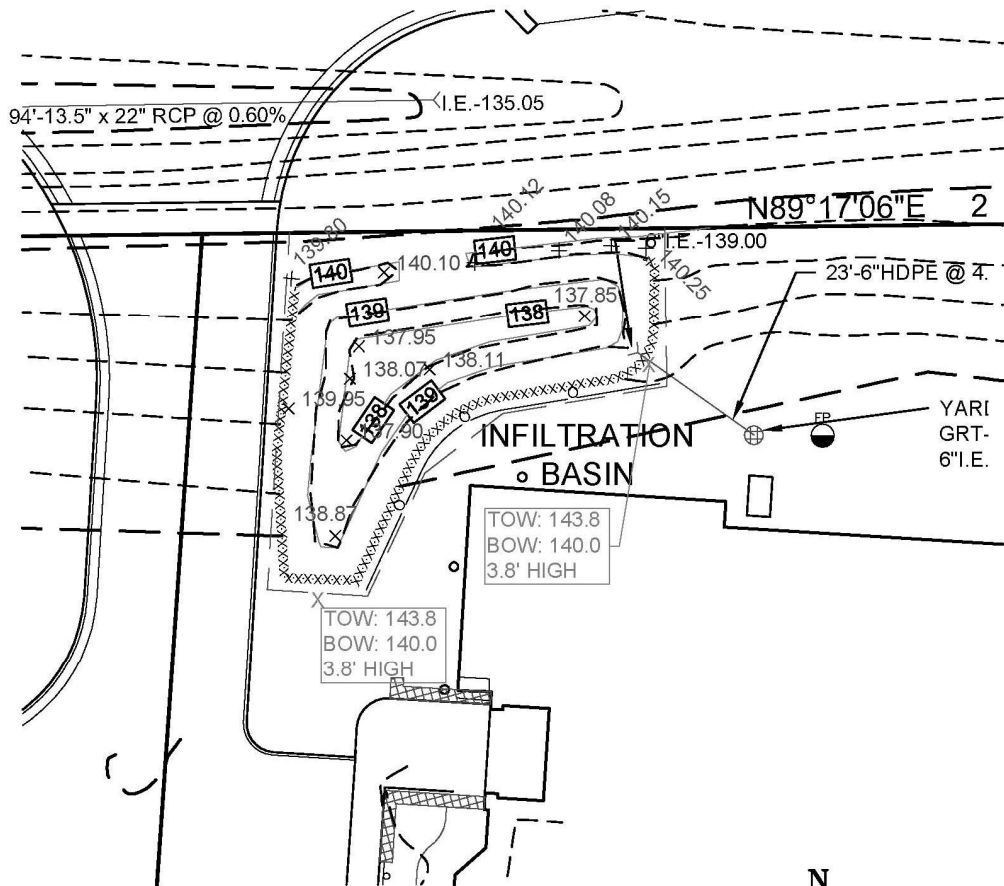 I.E.-135.05
94'-13.5" x 22" RCP @ 0.60%
139.80
140.12
140.08
140.15
N89°17'06"E 2
140
140
140.10
6" I.E.-139.00
140.25
23'-6"HDPE @ 4.
139
138
137.85
137.95
138.07
138.11
139.95
138
139
137.90
YARI
GRT-
6"I.E.
FP
INFILTRATION
BASIN
138.87
TOW: 143.8
BOW: 140.0
3.8' HIGH
TOW: 143.8
BOW: 140.0
3.8' HIGH
N